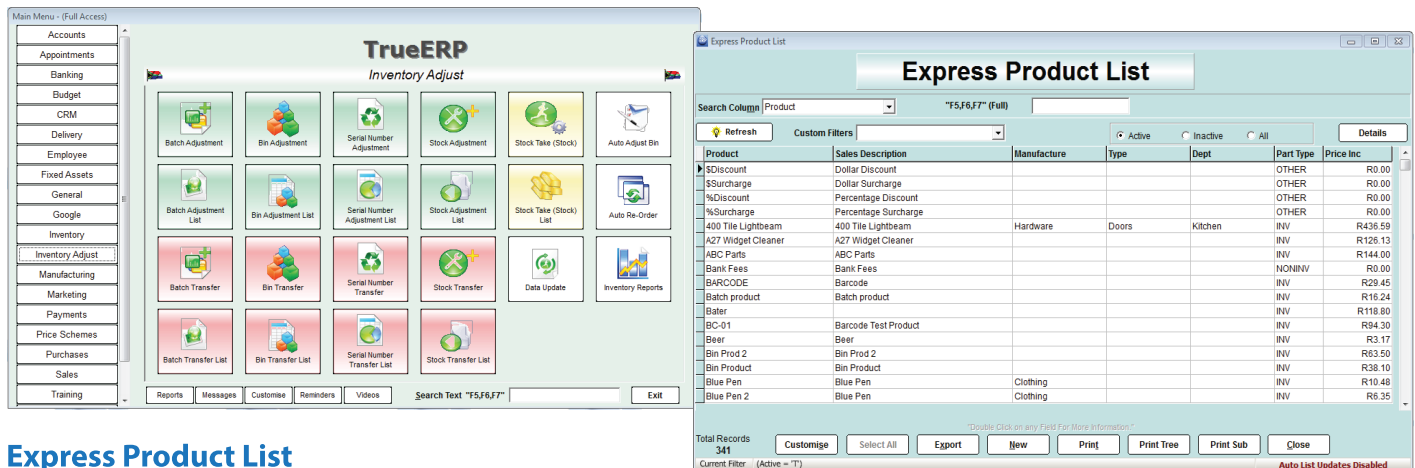 Main Menu - (Full Access)
Accounts
Appointments
Banking
Budget
CRM
Delivery
Employee
Fixed Assets
General
Google
Inventory
Inventory Adjust
Manufacturing
Marketing
Payments
Price Schemes
Purchases
Sales
Training
TrueERP
Inventory Adjust
Batch Adjustment
Bin Adjustment
Serial Number
Adjustment
Stock Adjustment
Stock Take (Stock)
Auto Adjust Bin
Batch Adjustment
List
Bin Adjustment List
Serial Number
Adjustment List
Stock Adjustment
List
Stock Take (Stock)
List
Auto Re-Order
Batch Transfer
Bin Transfer
Serial Number
Transfer
Stock Transfer
Data Update
Inventory Reports
Batch Transfer List
Bin Transfer List
Serial Number
Transfer List
Stock Transfer List
Reports Messages Customise Reminders Videos Search Text "F5,F6,F7" Exit
Express Product List
Express Product List
Express Product List
Search Column Product "F5,F6,F7" (Full)
Refresh Custom Filters Active Inactive All Details
Product Sales Description Manufacture Type Dept Part Type Price Inc
$Discount Dollar Discount OTHER R0.00
$Surcharge Dollar Surcharge OTHER R0.00
%Discount Percentage Discount OTHER R0.00
%Surcharge Percentage Surcharge OTHER R0.00
400 Tile Lightbeam 400 Tile Lightbeam Hardware Doors Kitchen INV R436.59
A27 Widget Cleaner A27 Widget Cleaner INV R126.13
ABC Parts ABC Parts INV R144.00
Bank Fees Bank Fees NONINV R0.00
BARCODE Barcode INV R29.45
Batch product Batch product INV R16.24
Bater INV R118.80
BC-01 Barcode Test Product INV R94.30
Beer Beer INV R3.17
Bin Prod 2 Bin Prod 2 INV R63.50
Bin Product Bin Product INV R38.10
Blue Pen Blue Pen Clothing INV R10.48
Blue Pen 2 Blue Pen Clothing INV R6.35
"Double Click on any Field For More Information."
Total Records
341
Customise Select All Export New Print Print Tree Print Sub Close
Current Filter (Active = 'T') Auto List Updates Disabled